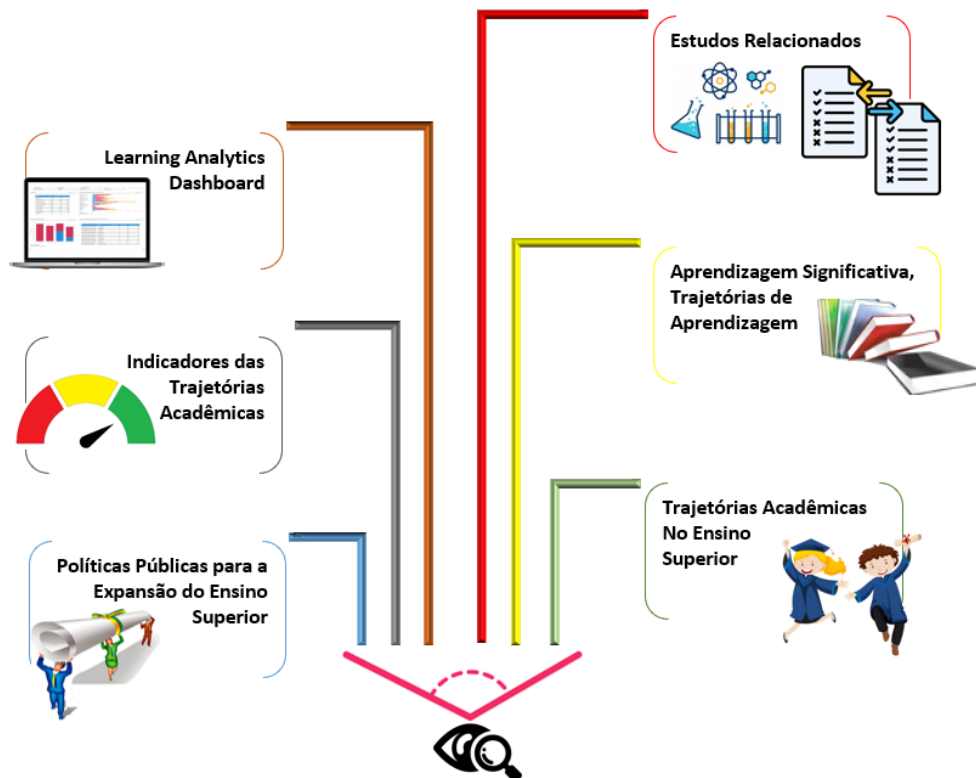 Estudos Relacionados
Learning Analytics
Dashboard
Aprendizagem Significativa,
Trajetórias de
Aprendizagem
Indicadores das
Trajetórias
Acadêmicas
Trajetórias Acadêmicas
No Ensino
Superior
Políticas Públicas para a
Expansão do Ensino
Superior